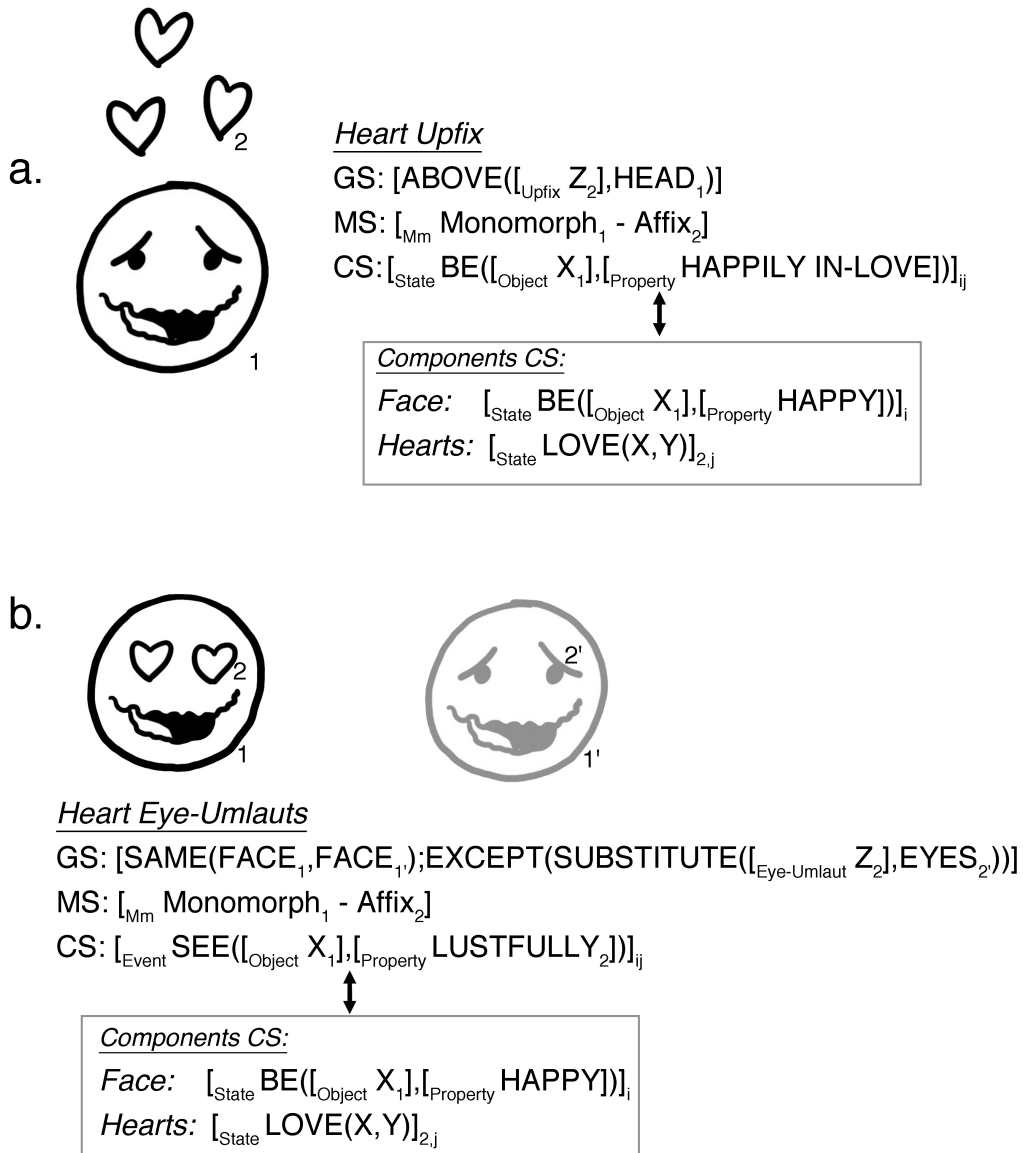 2
a.
1
Heart Upfix
GS: [ABOVE([Upfix Z2],HEAD1)]
MS: [Mm Monomorph1 - Affix2]
CS:[State BE([Object X1],[Property HAPPILY IN-LOVE])]ij
Components CS:
Face: [State BE([Object X1],[Property HAPPY])]i
Hearts: [State LOVE(X,Y)]2,j
b.
2
1
2'
1'
Heart Eye-Umlauts
GS: [SAME(FACE1,FACE1');EXCEPT(SUBSTITUTE([Eye-Umlaut Z2],EYES2'))]
MS: [Mm Monomorph1 - Affix2]
CS: [Event SEE([Object X1],[Property LUSTFULLY2])]ij
Components CS:
Face: [State BE([Object X1],[Property HAPPY])]i
Hearts: [State LOVE(X,Y)]2,j